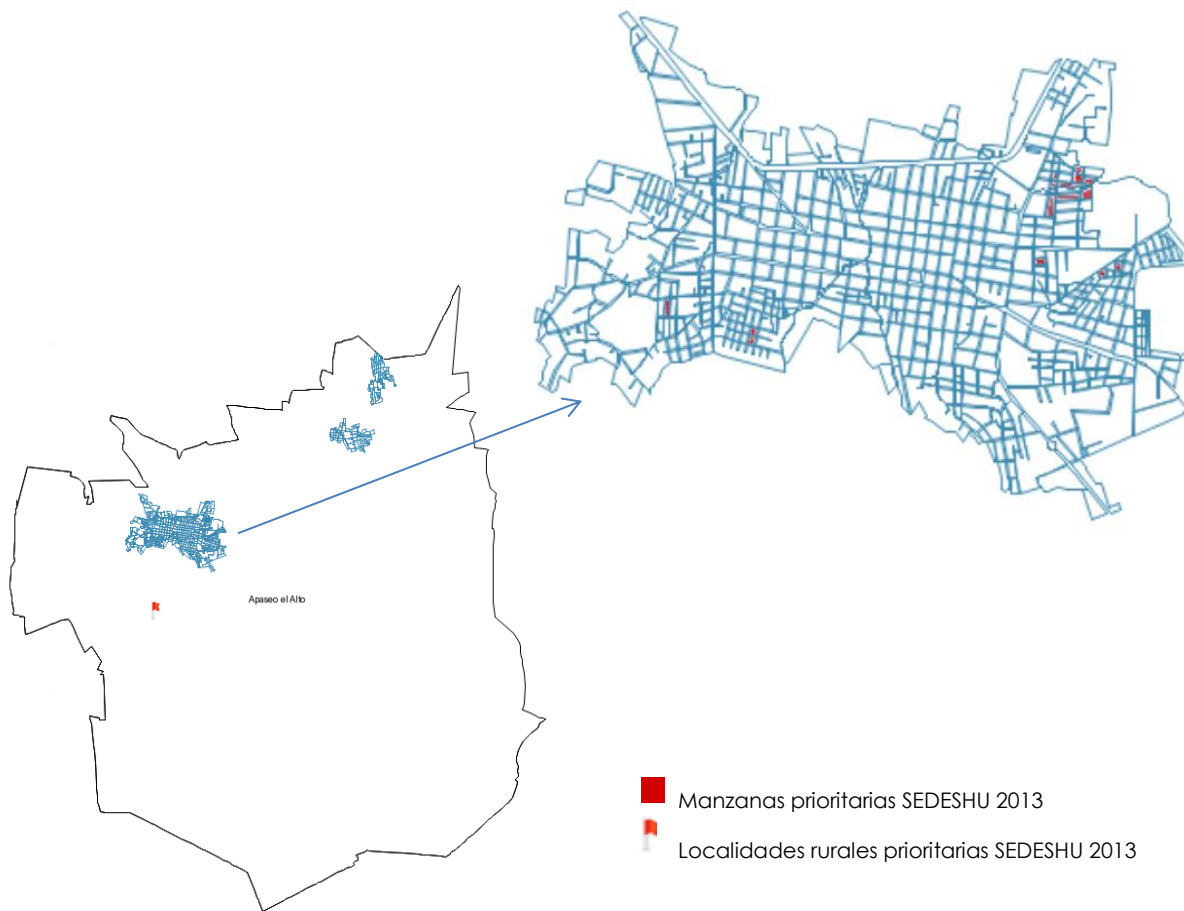 Apaseo el Alto
Manzanas prioritarias SEDESHU 2013
Localidades rurales prioritarias SEDESHU 2013